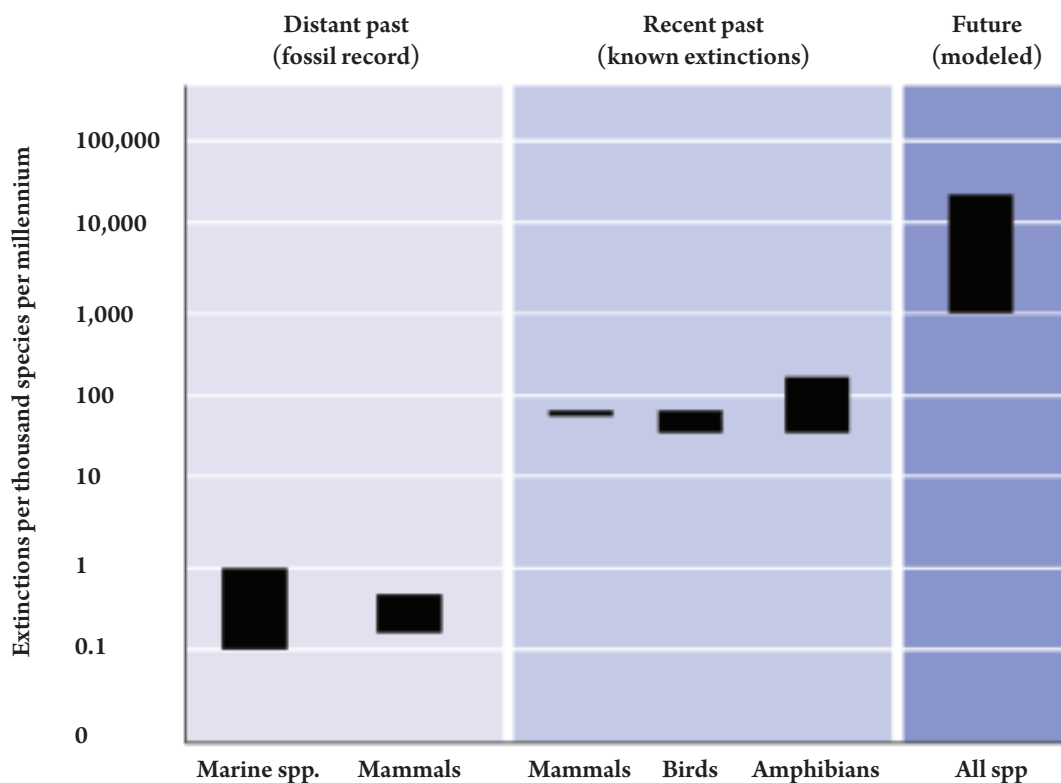 Distant past
(fossil record)
Recent past
(known extinctions)
Future
(modeled)
Extinctions per thousand species per millennium
100,000
10,000
1,000
100
10
1
0.1
0
Marine spp.
Mammals
Mammals
Birds
Amphibians
All spp